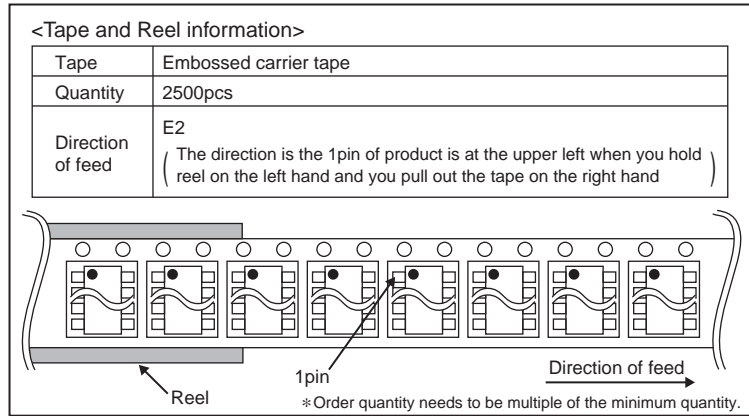 <Tape and Reel information>
Tape Embossed carrier tape
Quantity 2500pcs
Direction of feed E2
( The direction is the 1pin of product is at the upper left when you hold
reel on the left hand and you pull out the tape on the right hand )
1pin
Direction of feed
Reel
*Order quantity needs to be multiple of the minimum quantity.